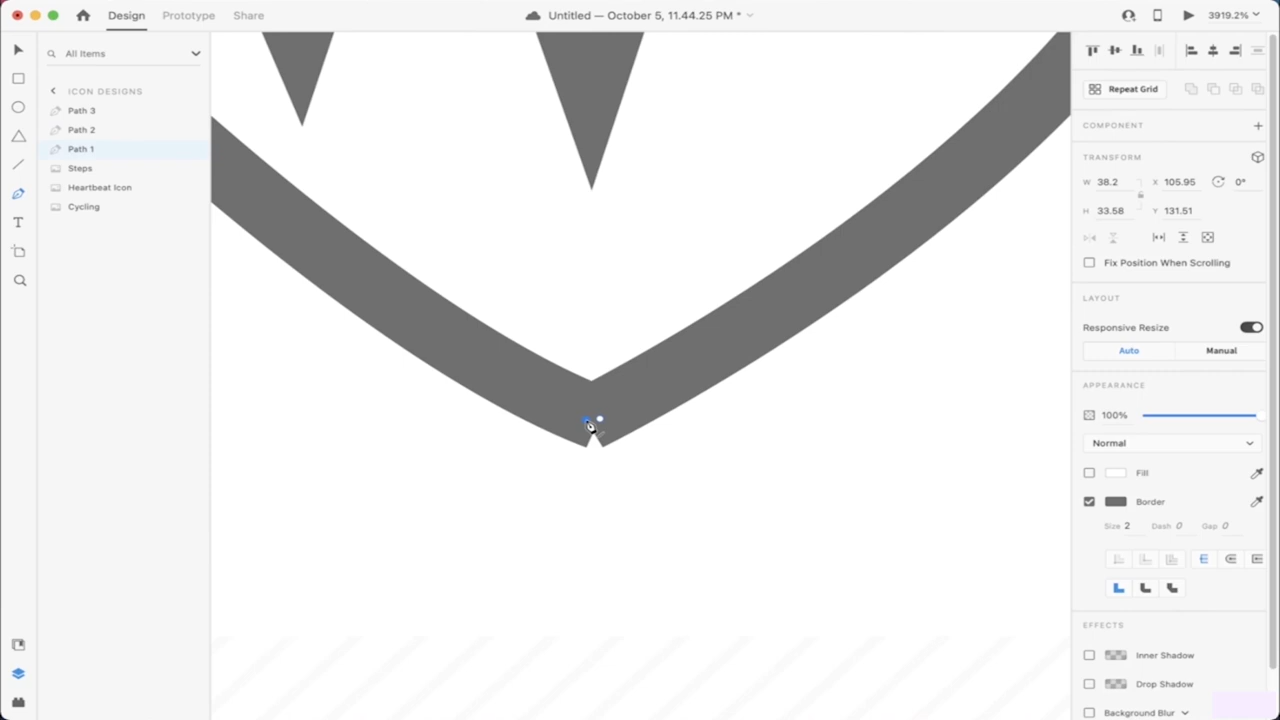 Design Prototype Share Untitled — October 5, 11.44.25 PM * 3919.2%
All Items
ICON DESIGNS
Path 3
Path 2
Path 1
Steps
Heartbeat Icon
Cycling
T
Repeat Grid
COMPONENT
TRANSFORM
W 38.2 X 105.95 0°
H 33.58 Y 131.51
Fix Position When Scrolling
LAYOUT
Responsive Resize
Auto Manual
APPEARANCE
100%
Normal
Fill
Border
Size 2 Dash 0 Gap 0
EFFECTS
Inner Shadow
Drop Shadow
Background Blur